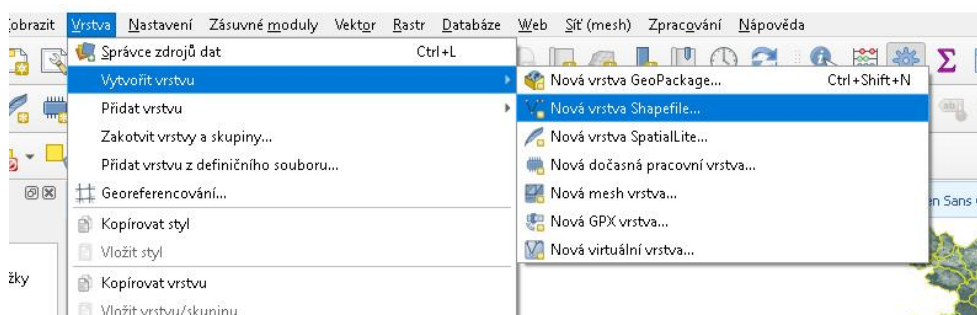 Zobrazit Vrstva Nastavení Zásuvné moduly Vektor Rastr Databáze Web Síť (mesh) Zpracování Nápověda
Správce zdrojů dat Ctrl+L
Vytvořit vrstvu
Nová vrstva GeoPackage... Ctrl+Shift+N
Přidat vrstvu
Nová vrstva Shapefile...
Zakotvit vrstvy a skupiny...
Nová vrstva SpatialLite...
Přidat vrstvu z definičního souboru...
Nová dočasná pracovní vrstva...
Georeferencování...
Nová mesh vrstva...
en Sans
Kopírovat styl
Nová GPX vrstva...
Vložit styl
Nová virtuální vrstva...
žky
Kopírovat vrstvu
Vložit vrstvu/skupinu